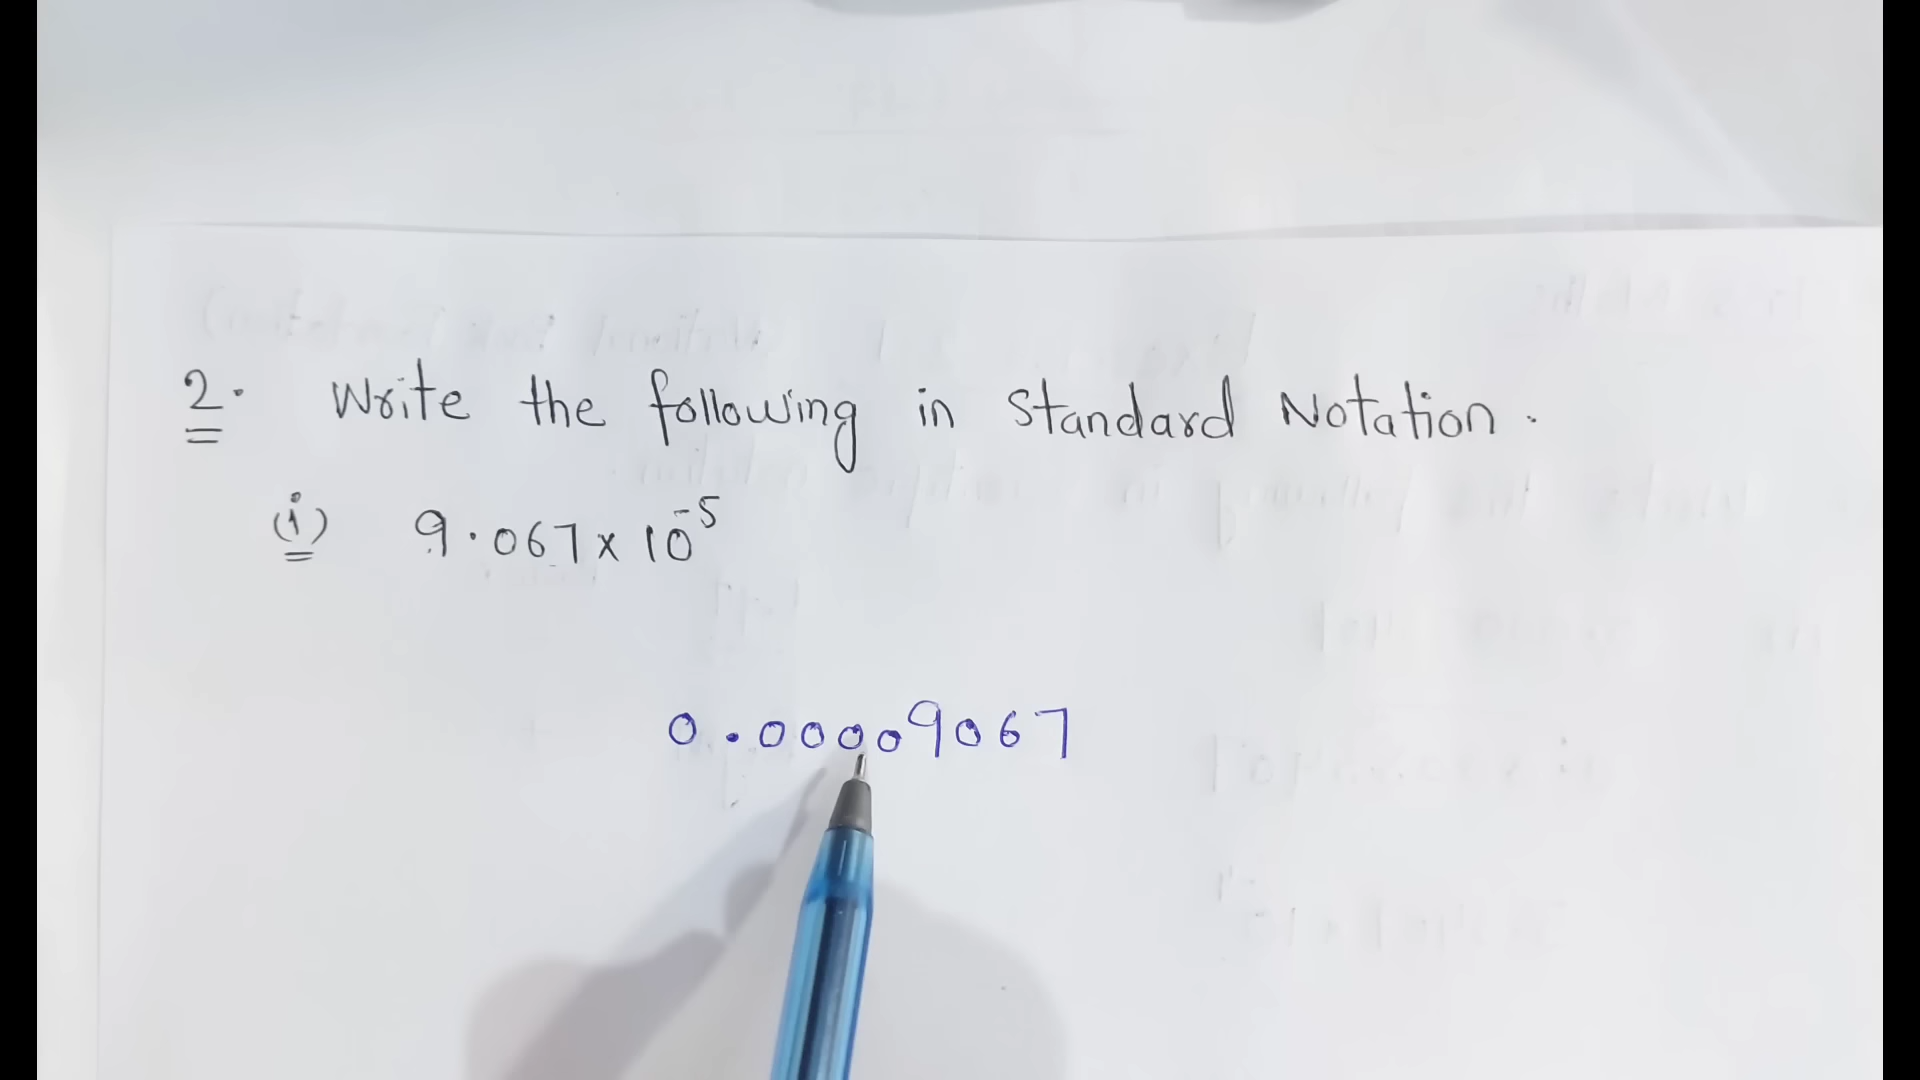 2. Write the following in Standard Notation.
(i) 9.067 x 10⁻⁵
0.00009067